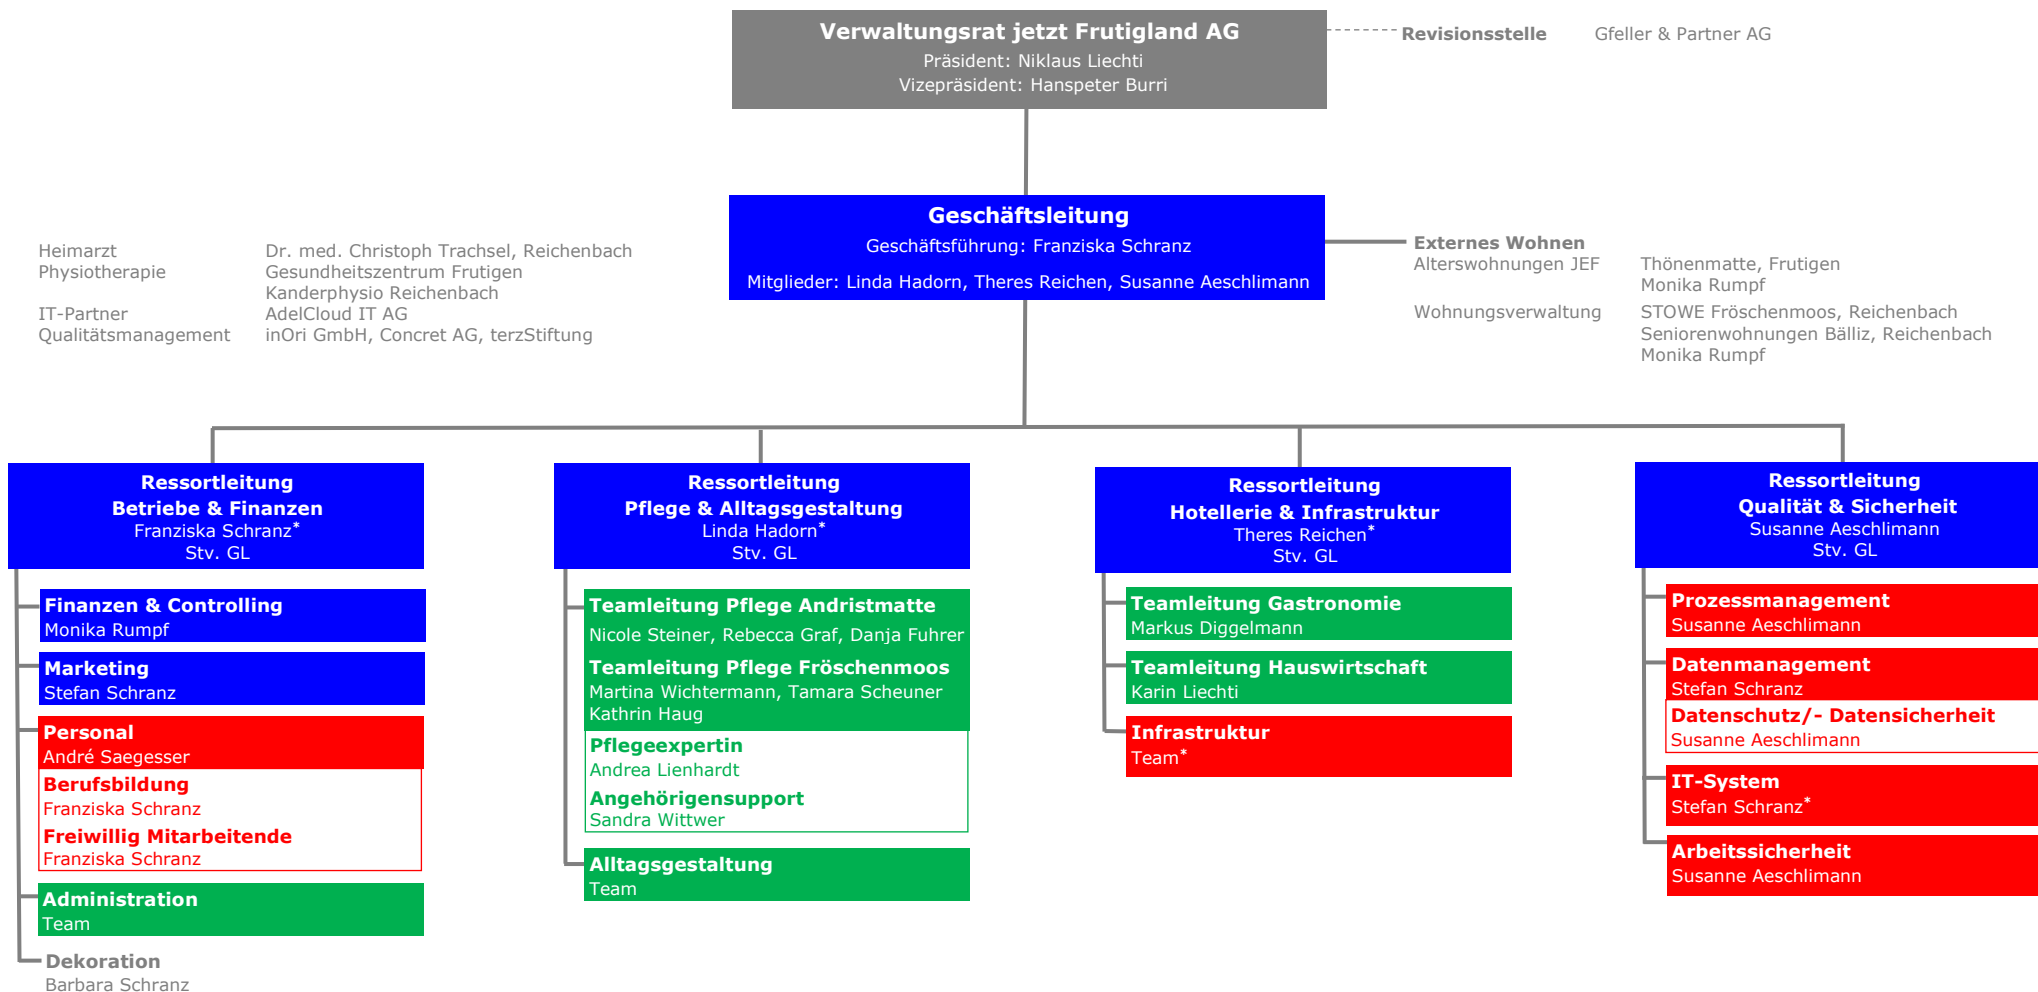 Verwaltungsrat jetzt Frutigland AG
Präsident: Niklaus Liechti
Vizepräsident: Hanspeter Burri
Revisionsstelle Gfeller & Partner AG
Geschäftsleitung
Geschäftsführung: Franziska Schranz
Mitglieder: Linda Hadorn, Theres Reichen, Susanne Aeschlimann
Heimarzt Dr. med. Christoph Trachsel, Reichenbach
Physiotherapie Gesundheitszentrum Frutigen
Kanderphysio Reichenbach
IT-Partner AdelCloud IT AG
Qualitätsmanagement inOri GmbH, Concret AG, terzStiftung
Externes Wohnen
Alterswohnungen JEF Thönenmatte, Frutigen
Monika Rumpf
Wohnungsverwaltung STOWE Fröschenmoos, Reichenbach
Seniorenwohnungen Bälliz, Reichenbach
Monika Rumpf
Ressortleitung
Betriebe & Finanzen
Franziska Schranz*
Stv. GL
Finanzen & Controlling
Monika Rumpf
Marketing
Stefan Schranz
Personal
André Saegesser
Berufsbildung
Franziska Schranz
Freiwillig Mitarbeitende
Franziska Schranz
Administration
Team
Dekoration
Barbara Schranz
Ressortleitung
Pflege & Alltagsgestaltung
Linda Hadorn*
Stv. GL
Teamleitung Pflege Andristmatte
Nicole Steiner, Rebecca Graf, Danja Fuhrer
Teamleitung Pflege Fröschenmoos
Martina Wichtermann, Tamara Scheuner
Kathrin Haug
Pflegeexpertin
Andrea Lienhardt
Angehörigensupport
Sandra Wittwer
Alltagsgestaltung
Team
Ressortleitung
Hotellerie & Infrastruktur
Theres Reichen*
Stv. GL
Teamleitung Gastronomie
Markus Diggelmann
Teamleitung Hauswirtschaft
Karin Liechti
Infrastruktur
Team*
Ressortleitung
Qualität & Sicherheit
Susanne Aeschlimann
Stv. GL
Prozessmanagement
Susanne Aeschlimann
Datenmanagement
Stefan Schranz
Datenschutz/- Datensicherheit
Susanne Aeschlimann
IT-System
Stefan Schranz*
Arbeitssicherheit
Susanne Aeschlimann